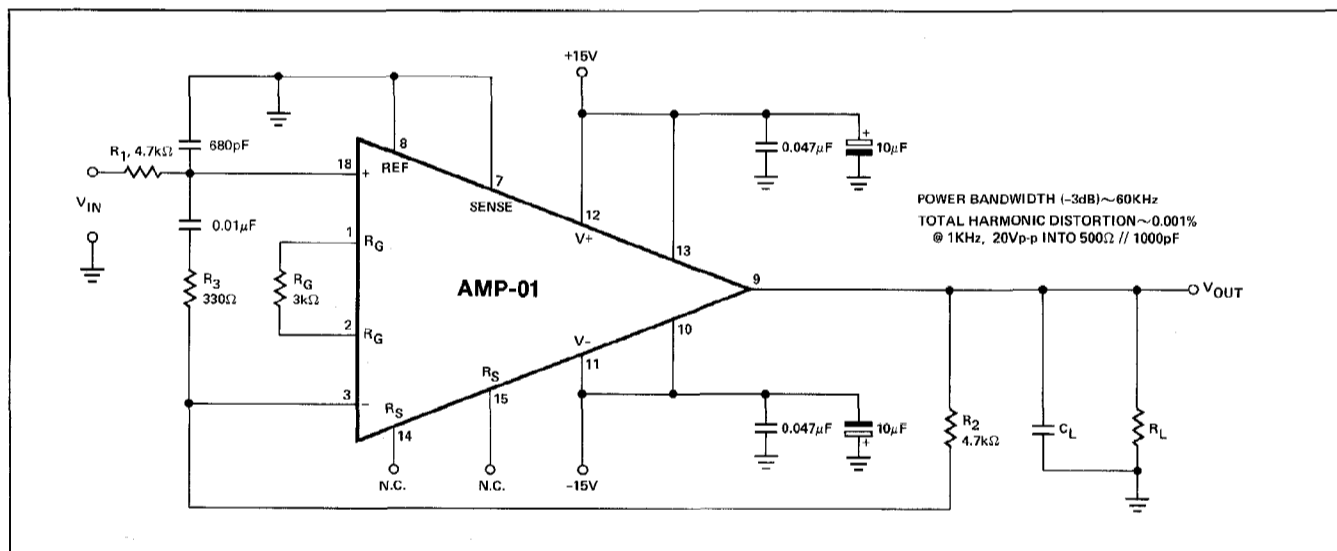 +15V
R1, 4.7kΩ
680pF
8
REF
18
+
7
SENSE
0.047μF
+
10μF
VIN
12
V+
POWER BANDWIDTH (–3dB)~60KHz
TOTAL HARMONIC DISTORTION~0.001%
@ 1KHz, 20Vp-p INTO 500Ω // 1000pF
0.01μF
1
RG
13
R3
330Ω
RG
3kΩ
AMP-01
9
VOUT
2
RG
10
V–
11
3
–
RS
15
RS
14
0.047μF
10μF
+
R2
4.7kΩ
CL
RL
N.C.
N.C.
–15V